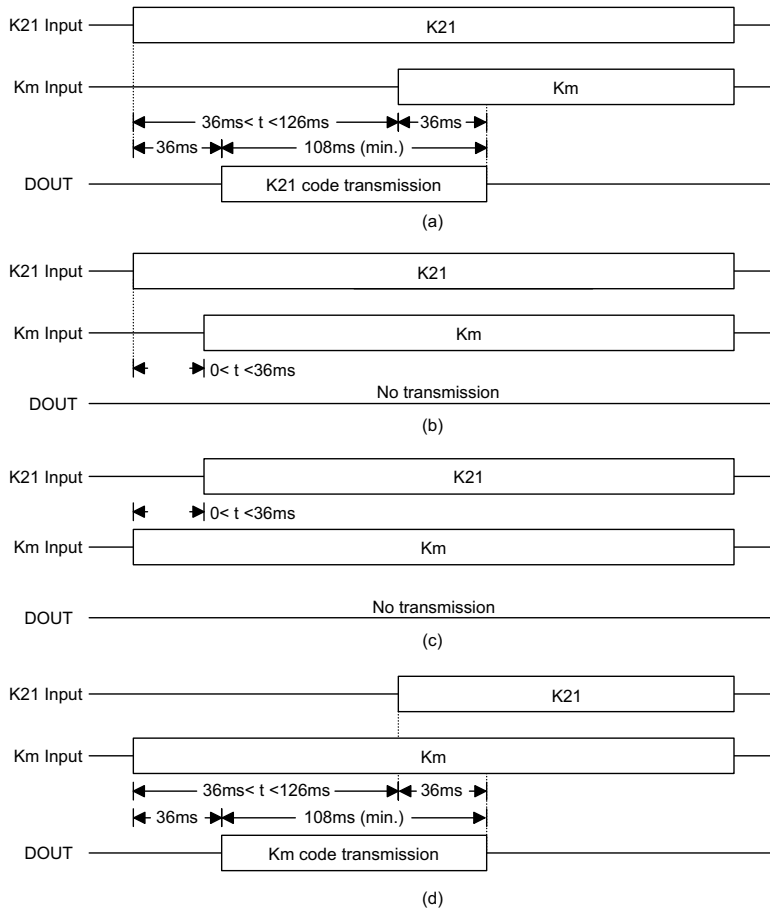 K21 Input K21
Km Input Km
36ms< t <126ms 36ms
36ms 108ms (min.)
DOUT K21 code transmission
(a)
K21 Input K21
Km Input Km
0< t <36ms
No transmission
DOUT
(b)
K21 Input K21
0< t <36ms
Km Input Km
No transmission
DOUT
(c)
K21 Input K21
Km Input Km
36ms< t <126ms 36ms
36ms 108ms (min.)
DOUT Km code transmission
(d)